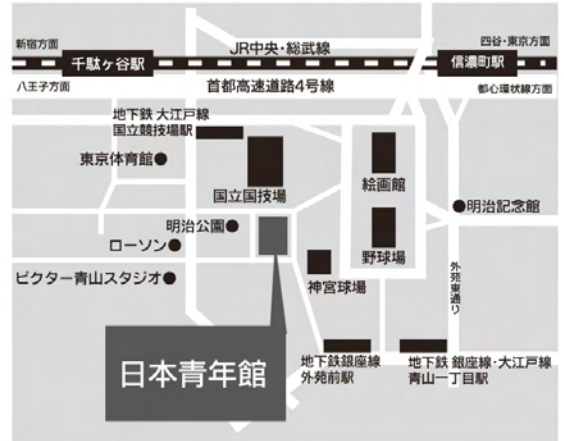 新宿方面
JR中央・総武線
四谷・東京方面
千駄ヶ谷駅
信濃町駅
八王子方面
首都高速道路4号線
都心環状線方面
地下鉄 大江戸線
国立競技場駅
東京体育館●
国立国技場
絵画館
●明治記念館
明治公園●
ローソン●
野球場
外苑東通り
ビクター青山スタジオ●
神宮球場
日本青年館
地下鉄銀座線
外苑前駅
地下鉄 銀座線・大江戸線
青山一丁目駅